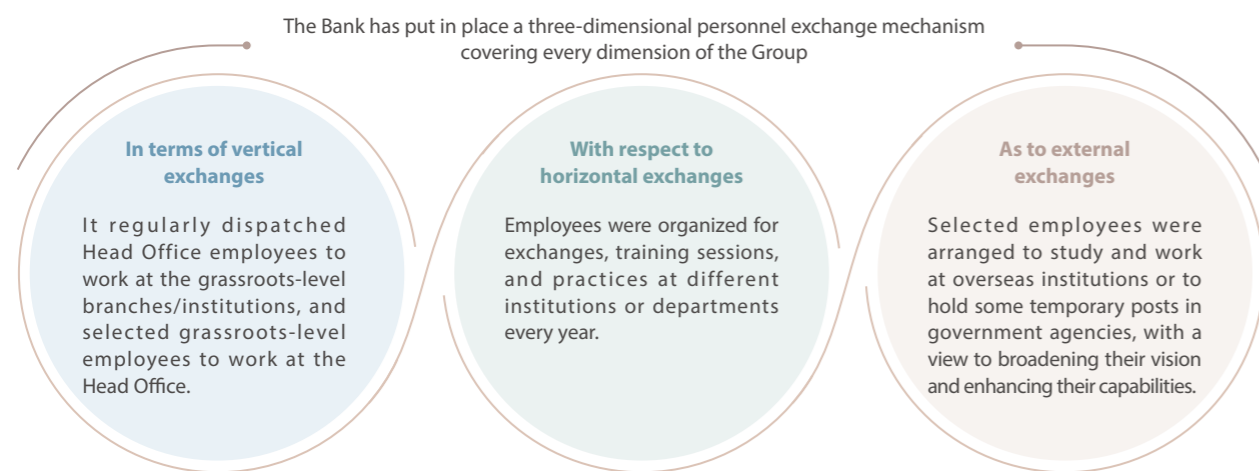 The Bank has put in place a three-dimensional personnel exchange mechanism
covering every dimension of the Group
In terms of vertical
exchanges
It regularly dispatched
Head Office employees to
work at the grassroots-level
branches/institutions, and
selected grassroots-level
employees to work at the
Head Office.
With respect to
horizontal exchanges
Employees were organized for
exchanges, training sessions,
and practices at different
institutions or departments
every year.
As to external
exchanges
Selected employees were
arranged to study and work
at overseas institutions or to
hold some temporary posts in
government agencies, with a
view to broadening their vision
and enhancing their capabilities.